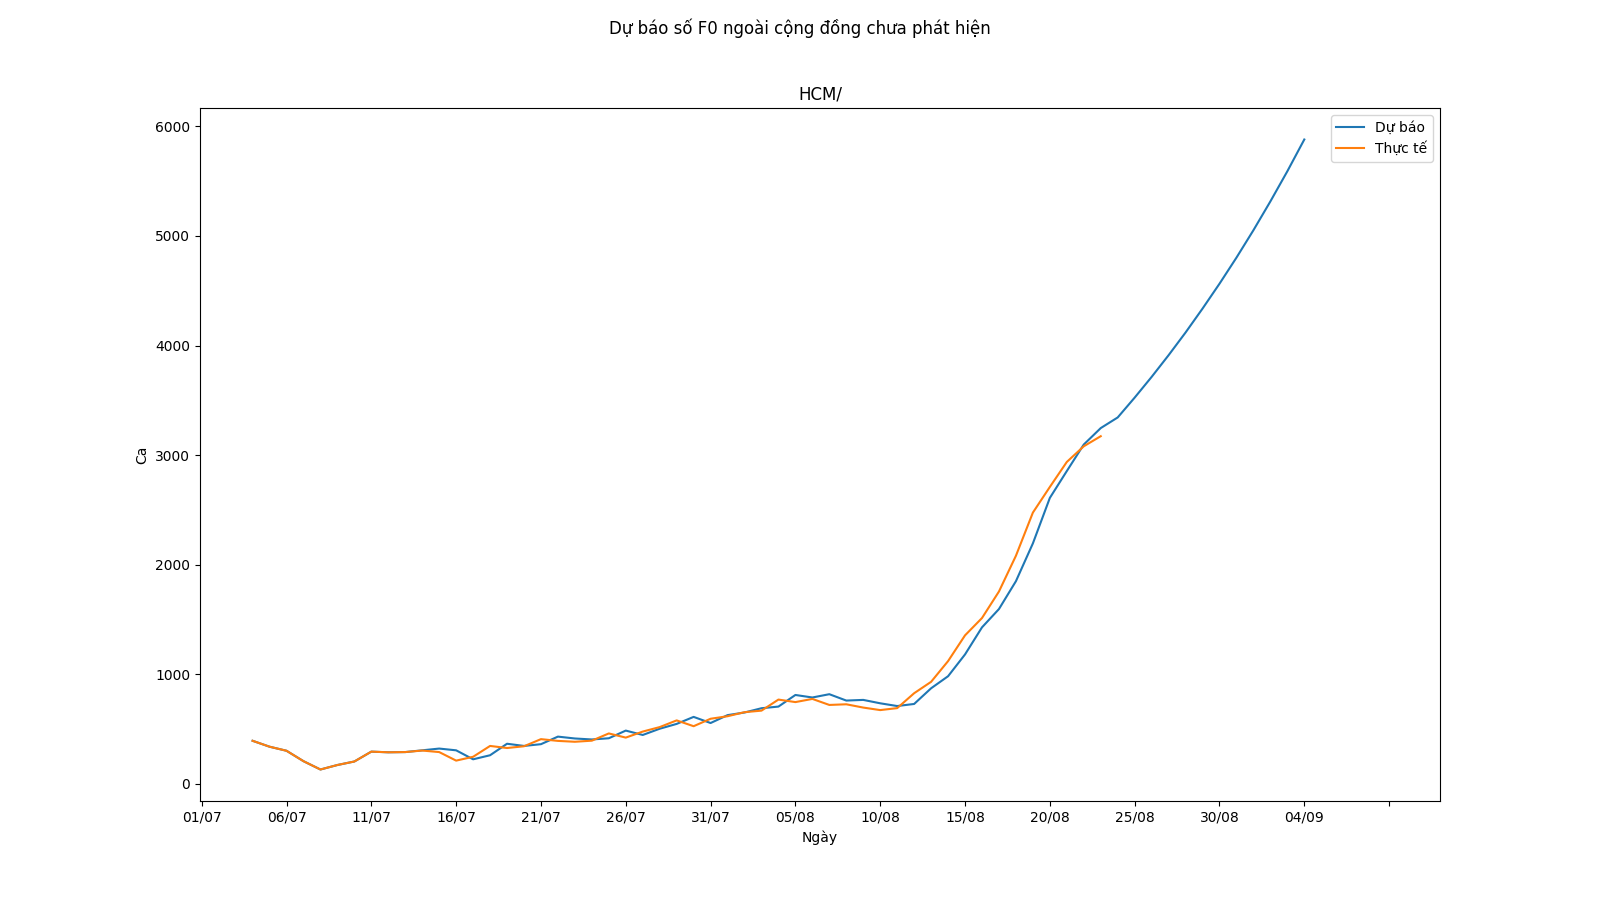 Dự báo số F0 ngoài cộng đồng chưa phát hiện
HCM/
Dự báo
Thực tế
6000
5000
4000
3000
2000
1000
0
Ca
01/07 06/07 11/07 16/07 21/07 26/07 31/07 05/08 10/08 15/08 20/08 25/08 30/08 04/09
Ngày